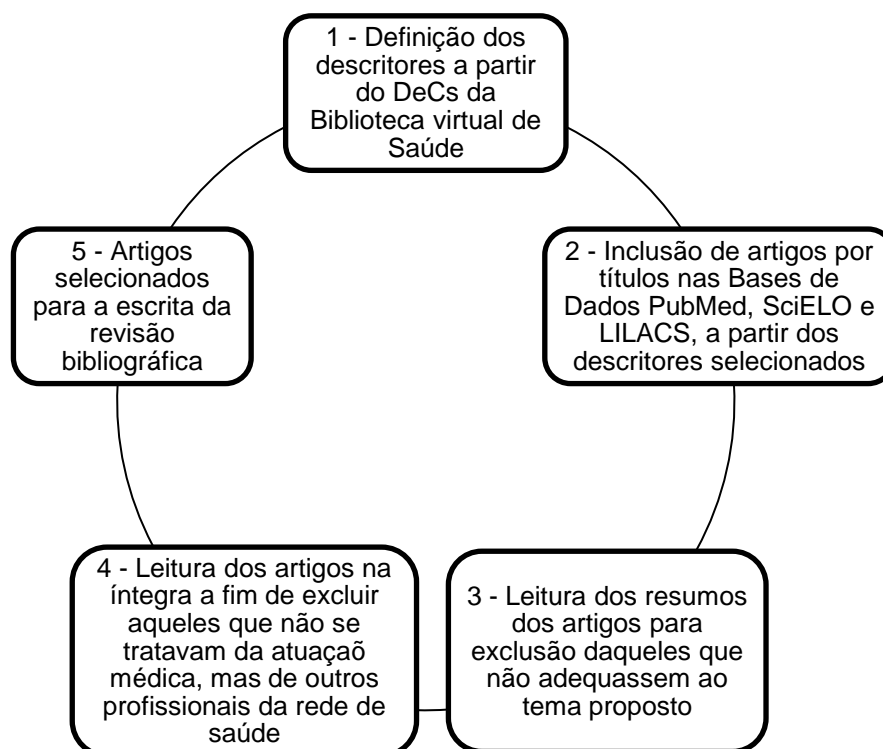 1 - Definição dos
descritores a partir
do DeCs da
Biblioteca virtual de
Saúde
2 - Inclusão de artigos por
títulos nas Bases de
Dados PubMed, SciELO e
LILACS, a partir dos
descritores selecionados
3 - Leitura dos resumos
dos artigos para
exclusão daqueles que
não adequassem ao
tema proposto
4 - Leitura dos artigos na
íntegra a fim de excluir
aqueles que não se
tratavam da atuaçaõ
médica, mas de outros
profissionais da rede de
saúde
5 - Artigos
selecionados
para a escrita da
revisão
bibliográfica